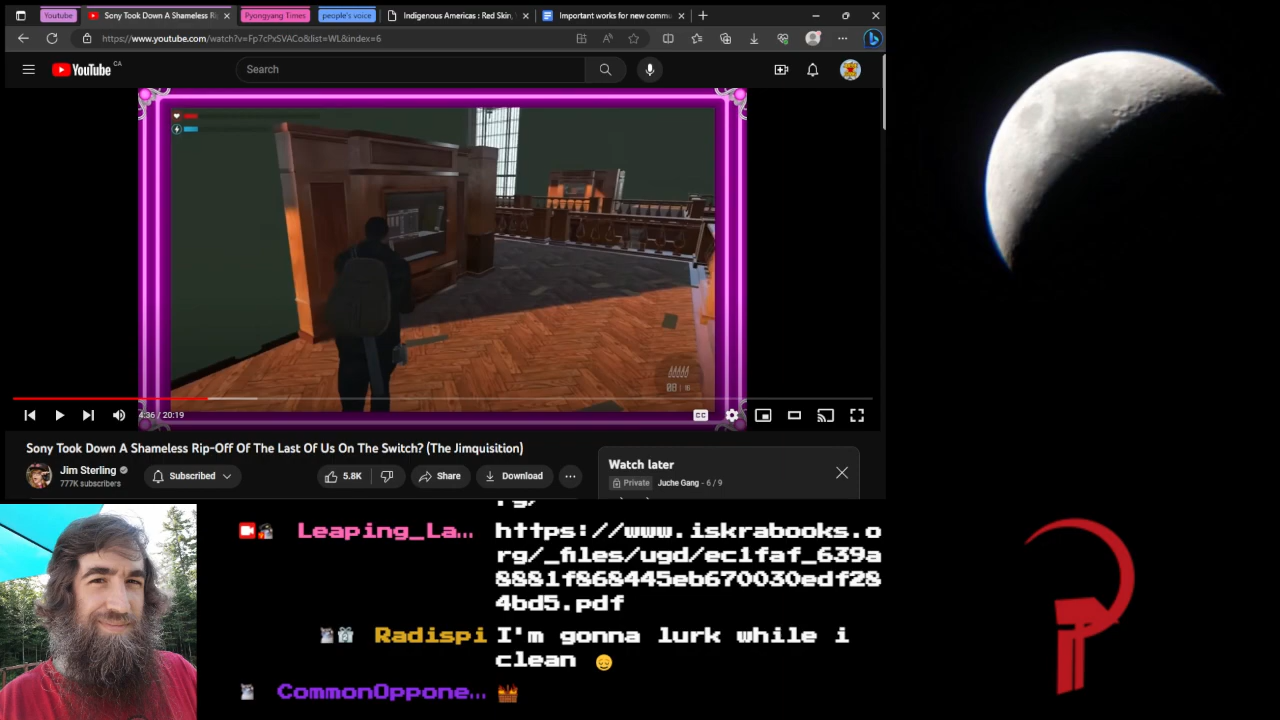 Youtube
Sony Took Down A Shameless Ri
Pyongyang Times
people's voice
Indigenous Americas : Red Skin,
Important works for new commu
https://www.youtube.com/watch?v=Fp7cPxSVACo&list=WL&index=6
YouTube CA
Search
4:36 / 20:19
CC
Sony Took Down A Shameless Rip-Off Of The Last Of Us On The Switch? (The Jimquisition)
Jim Sterling
777K subscribers
Subscribed
5.8K
Share
Download
Watch later
Private
Juche Gang - 6 / 9
rg/
Leaping_La...
https://www.iskrabooks.o
rg/_files/ugd/ec1faf_639a
8881f868445eb670030edf28
4bd5.pdf
Radispi
I'm gonna lurk while i
clean
CommonOppone...